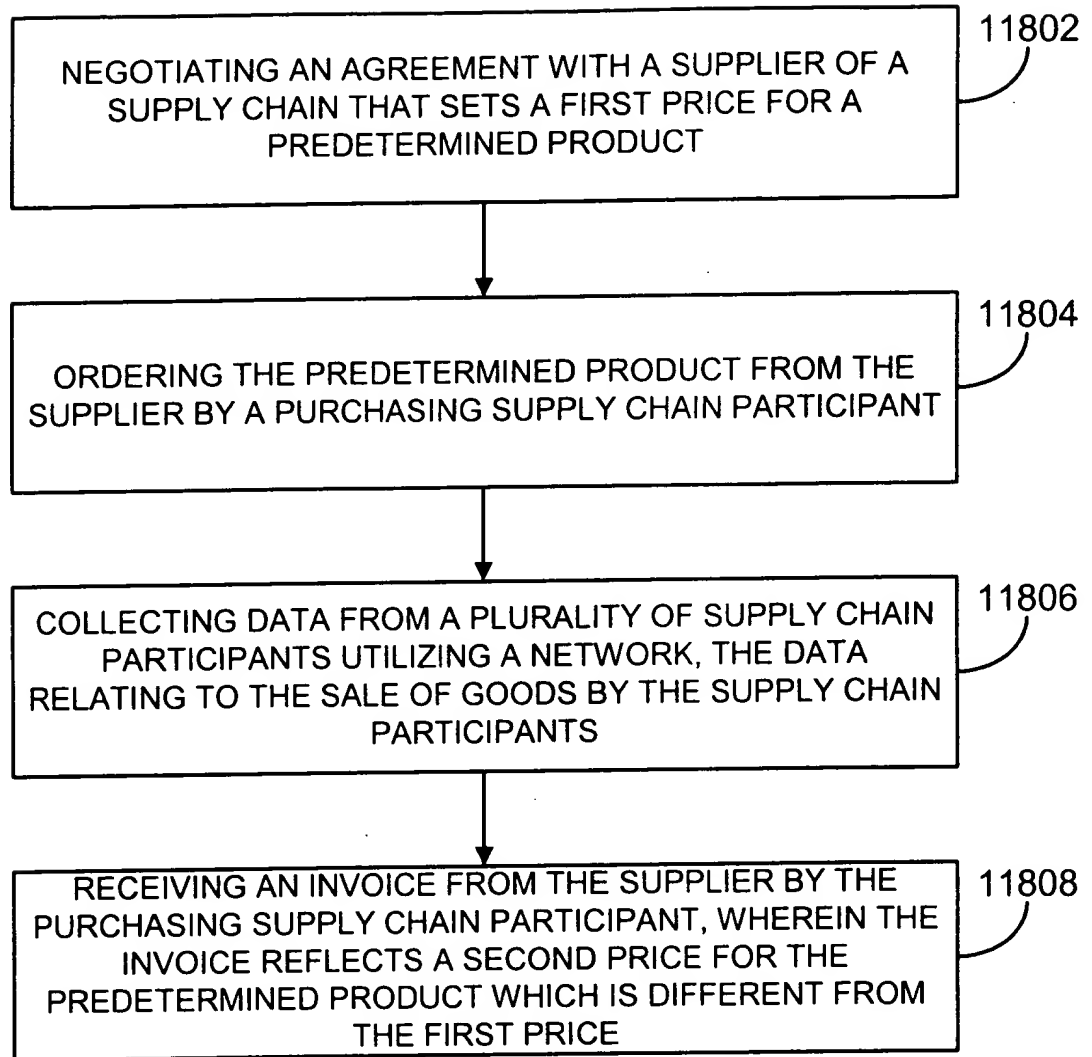 11802
NEGOTIATING AN AGREEMENT WITH A SUPPLIER OF A
SUPPLY CHAIN THAT SETS A FIRST PRICE FOR A
PREDETERMINED PRODUCT
11804
ORDERING THE PREDETERMINED PRODUCT FROM THE
SUPPLIER BY A PURCHASING SUPPLY CHAIN PARTICIPANT
11806
COLLECTING DATA FROM A PLURALITY OF SUPPLY CHAIN
PARTICIPANTS UTILIZING A NETWORK, THE DATA
RELATING TO THE SALE OF GOODS BY THE SUPPLY CHAIN
PARTICIPANTS
11808
RECEIVING AN INVOICE FROM THE SUPPLIER BY THE
PURCHASING SUPPLY CHAIN PARTICIPANT, WHEREIN THE
INVOICE REFLECTS A SECOND PRICE FOR THE
PREDETERMINED PRODUCT WHICH IS DIFFERENT FROM
THE FIRST PRICE